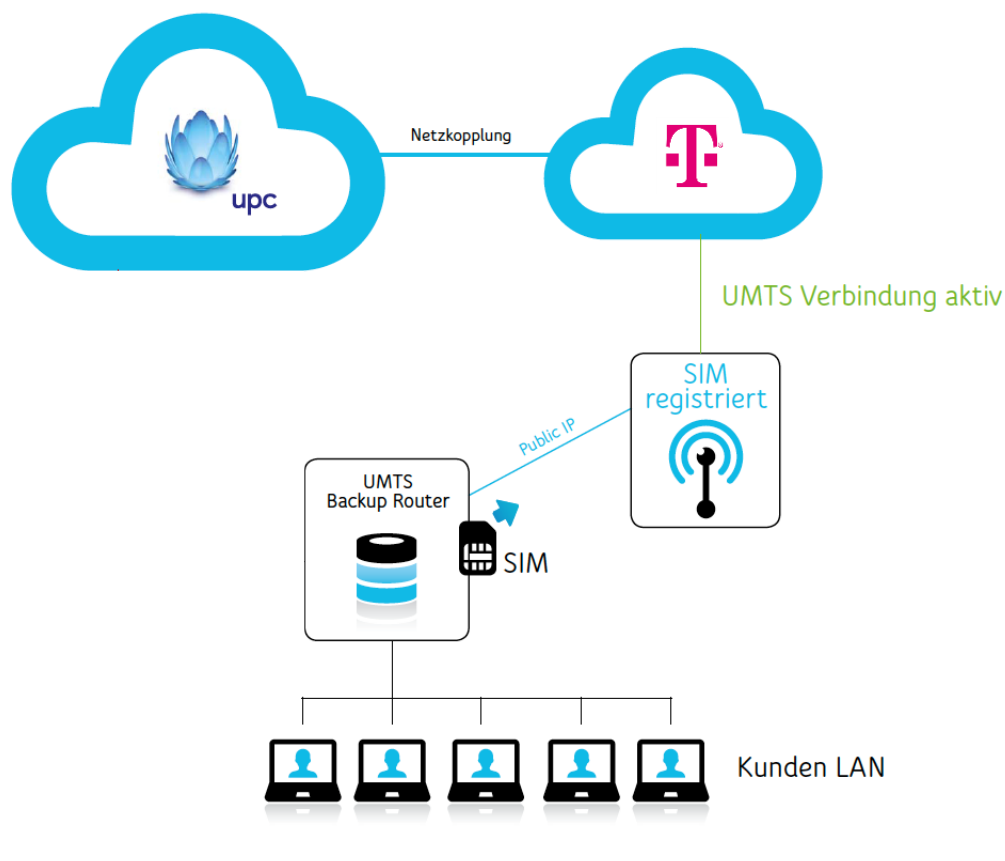 upc
Netzkopplung
T
UMTS Verbindung aktiv
SIM
registriert
Public IP
UMTS
Backup Router
SIM
Kunden LAN